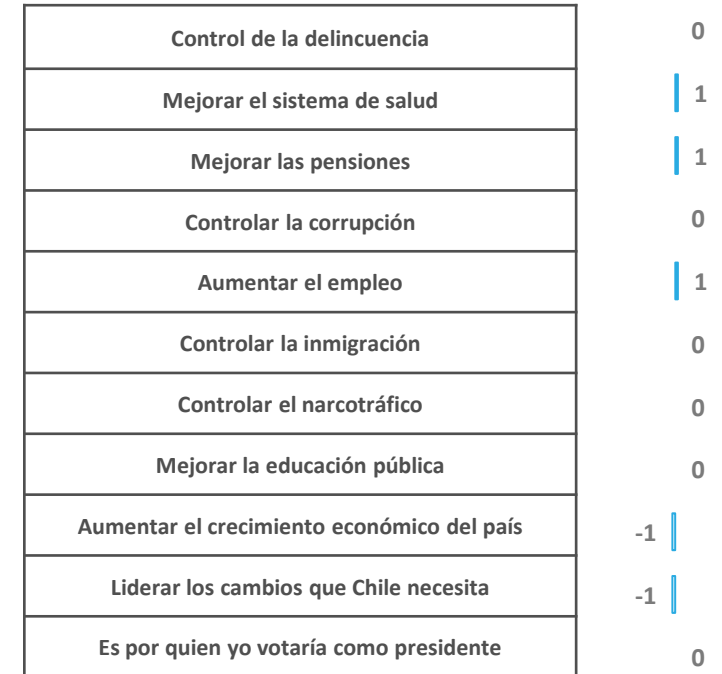 Control de la delincuencia 0
Mejorar el sistema de salud 1
Mejorar las pensiones 1
Controlar la corrupción 0
Aumentar el empleo 1
Controlar la inmigración 0
Controlar el narcotráfico 0
Mejorar la educación pública 0
Aumentar el crecimiento económico del país -1
Liderar los cambios que Chile necesita -1
Es por quien yo votaría como presidente 0